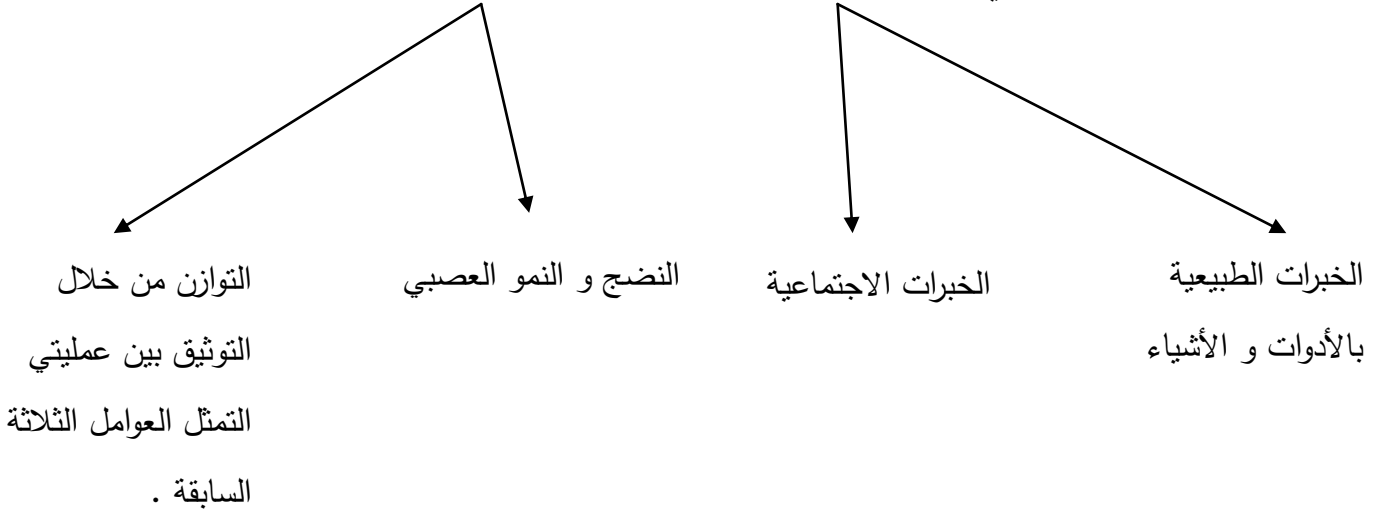 الخبرات الطبيعية
بالأدوات و الأشياء
الخبرات الاجتماعية
النضج و النمو العصبي
التوازن من خلال
التوثيق بين عمليتي
التمثل العوامل الثلاثة
السابقة .